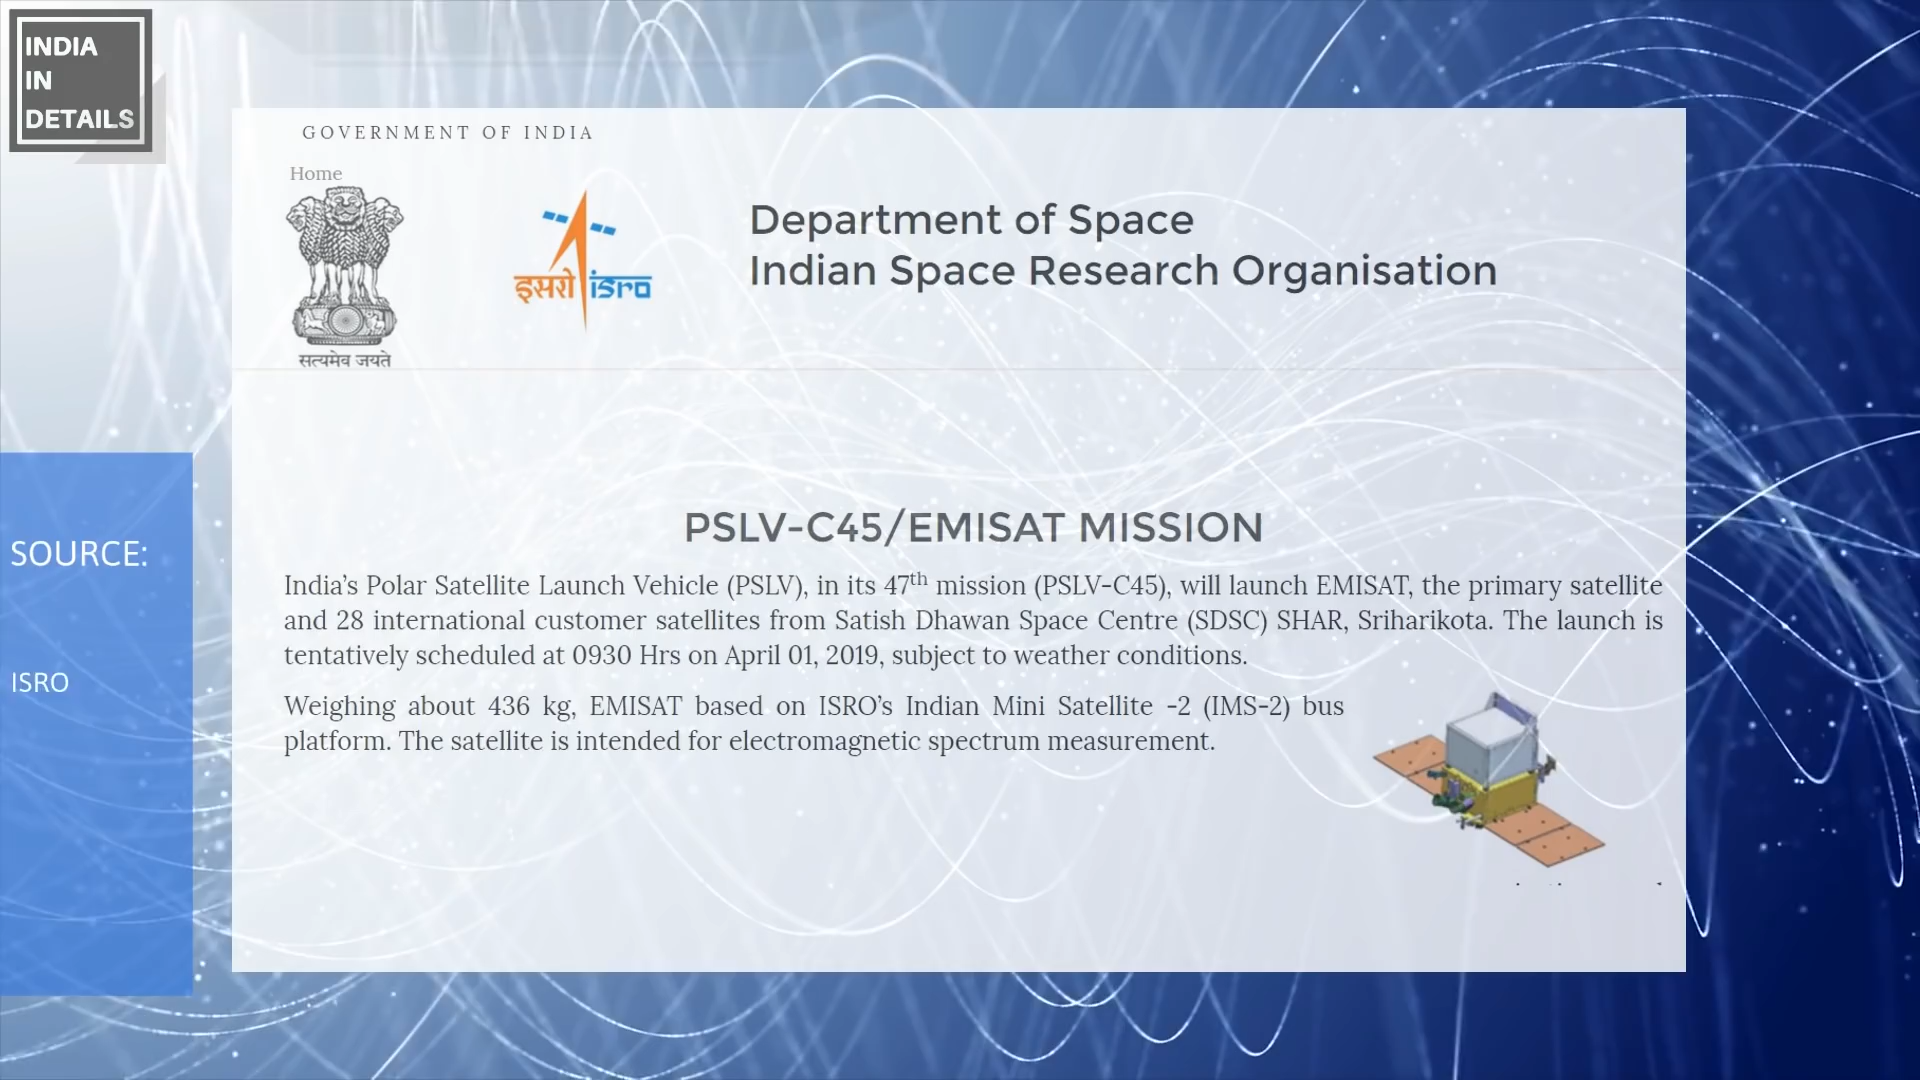 INDIA
IN
DETAILS
GOVERNMENT OF INDIA
Home
सत्यमेव जयते
इसरो isro
Department of Space
Indian Space Research Organisation
SOURCE:
ISRO
PSLV-C45/EMISAT MISSION
India’s Polar Satellite Launch Vehicle (PSLV), in its 47th mission (PSLV-C45), will launch EMISAT, the primary satellite
and 28 international customer satellites from Satish Dhawan Space Centre (SDSC) SHAR, Sriharikota. The launch is
tentatively scheduled at 0930 Hrs on April 01, 2019, subject to weather conditions.
Weighing about 436 kg, EMISAT based on ISRO’s Indian Mini Satellite -2 (IMS-2) bus
platform. The satellite is intended for electromagnetic spectrum measurement.